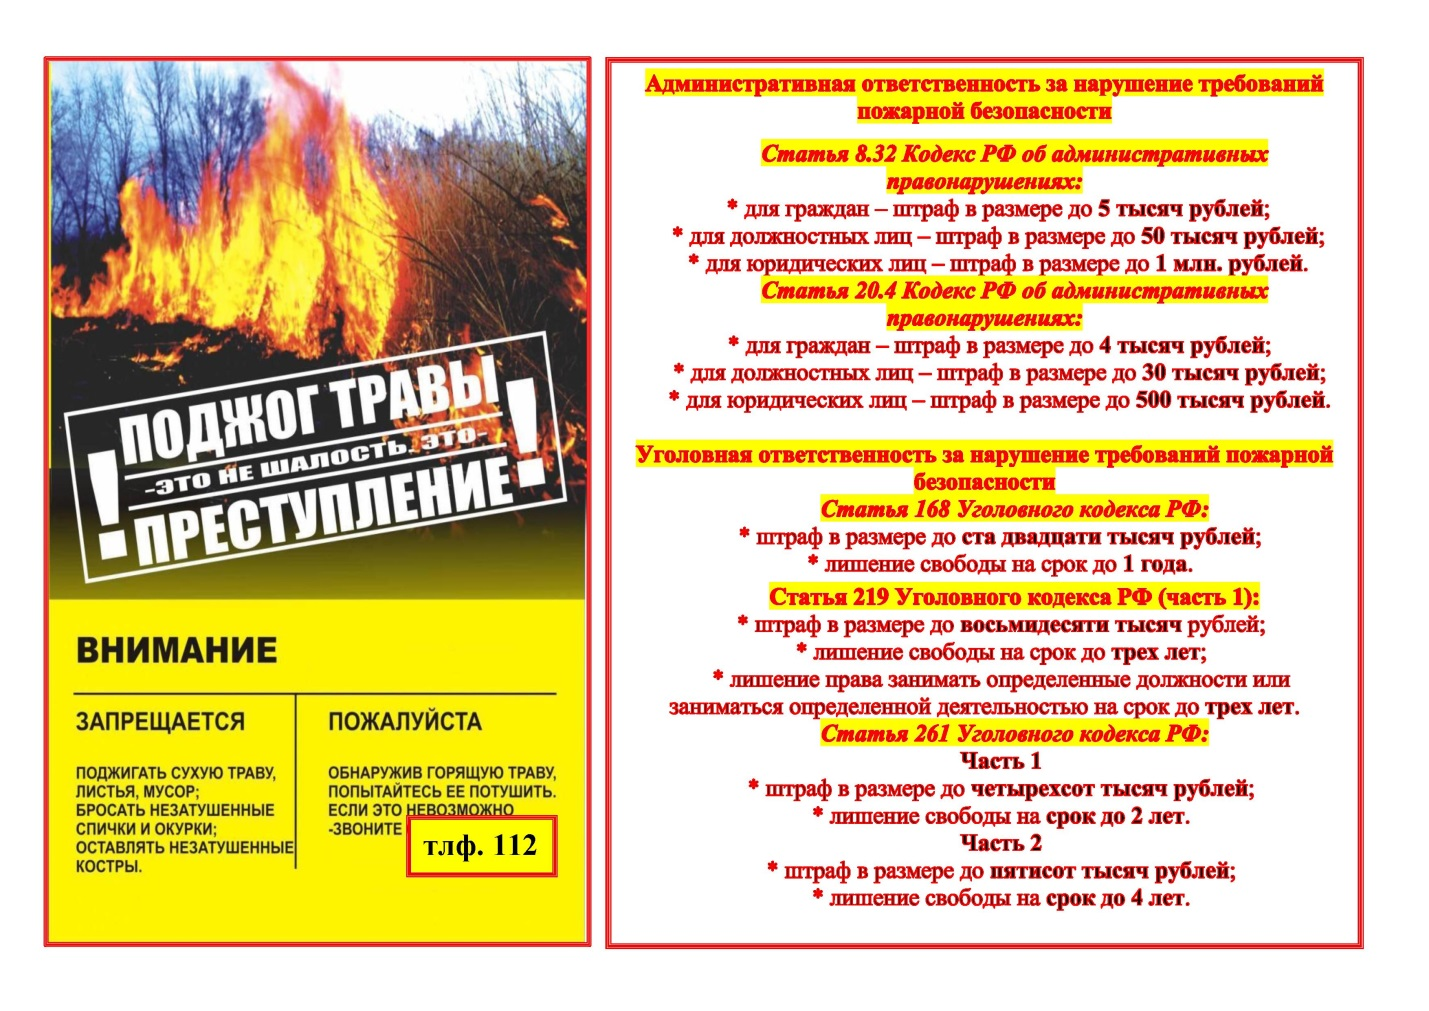 ПОДЖОГ ТРАВЫ
-ЭТО НЕ ШАЛОСТЬ, ЭТО-
! ПРЕСТУПЛЕНИЕ !
ВНИМАНИЕ
ЗАПРЕЩАЕТСЯ
ПОДЖИГАТЬ СУХУЮ ТРАВУ,
ЛИСТЬЯ, МУСОР;
БРОСАТЬ НЕЗАТУШЕННЫЕ
СПИЧКИ И ОКУРКИ;
ОСТАВЛЯТЬ НЕЗАТУШЕННЫЕ
КОСТРЫ.
ПОЖАЛУЙСТА
ОБНАРУЖИВ ГОРЯЩУЮ ТРАВУ,
ПОПЫТАЙТЕСЬ ЕЕ ПОТУШИТЬ.
ЕСЛИ ЭТО НЕВОЗМОЖНО
-ЗВОНИТЕ
тлф. 112
Административная ответственность за нарушение требований
пожарной безопасности
Статья 8.32 Кодекс РФ об административных
правонарушениях:
* для граждан – штраф в размере до 5 тысяч рублей;
* для должностных лиц – штраф в размере до 50 тысяч рублей;
* для юридических лиц – штраф в размере до 1 млн. рублей.
Статья 20.4 Кодекс РФ об административных
правонарушениях:
* для граждан – штраф в размере до 4 тысяч рублей;
* для должностных лиц – штраф в размере до 30 тысяч рублей;
* для юридических лиц – штраф в размере до 500 тысяч рублей.
Уголовная ответственность за нарушение требований пожарной
безопасности
Статья 168 Уголовного кодекса РФ:
* штраф в размере до ста двадцати тысяч рублей;
* лишение свободы на срок до 1 года.
Статья 219 Уголовного кодекса РФ (часть 1):
* штраф в размере до восьмидесяти тысяч рублей;
* лишение свободы на срок до трех лет;
* лишение права занимать определенные должности или
заниматься определенной деятельностью на срок до трех лет.
Статья 261 Уголовного кодекса РФ:
Часть 1
* штраф в размере до четырехсот тысяч рублей;
* лишение свободы на срок до 2 лет.
Часть 2
* штраф в размере до пятисот тысяч рублей;
* лишение свободы на срок до 4 лет.